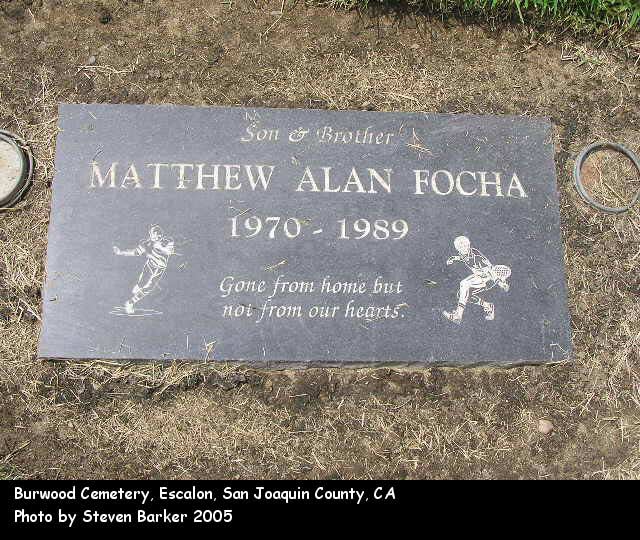 Son & Brother
MATTHEW ALAN FOCHA
1970 - 1989
Gone from home but
not from our hearts.
Burwood Cemetery, Escalon, San Joaquin County, CA
Photo by Steven Barker 2005